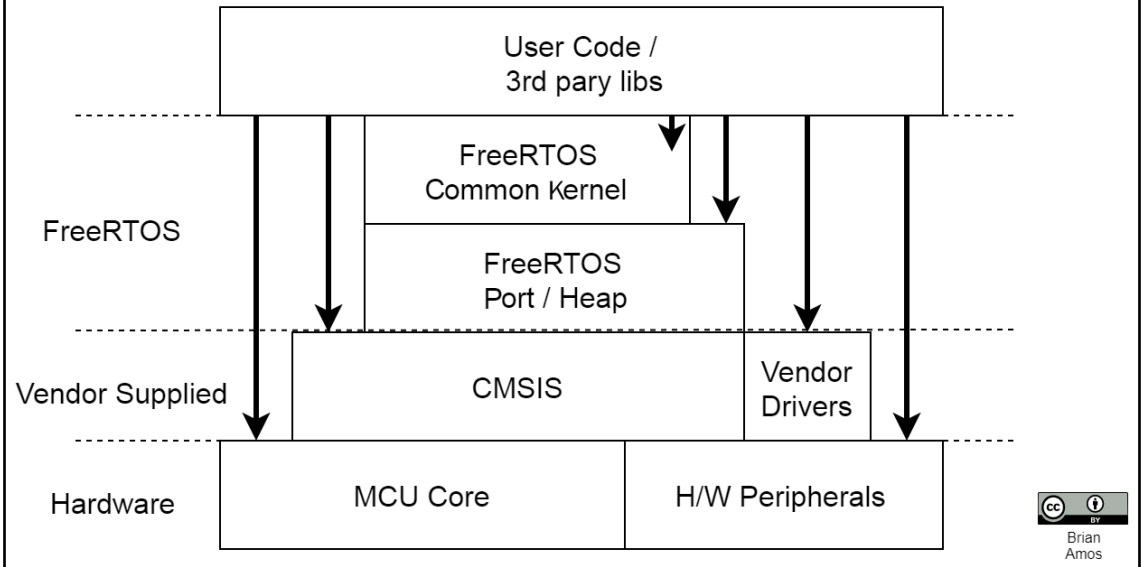 User Code /
3rd pary libs
FreeRTOS
Common Kernel
FreeRTOS
FreeRTOS
Port / Heap
Vendor Supplied
CMSIS
Vendor
Drivers
Hardware
MCU Core
H/W Peripherals
cc
BY
Brian
Amos